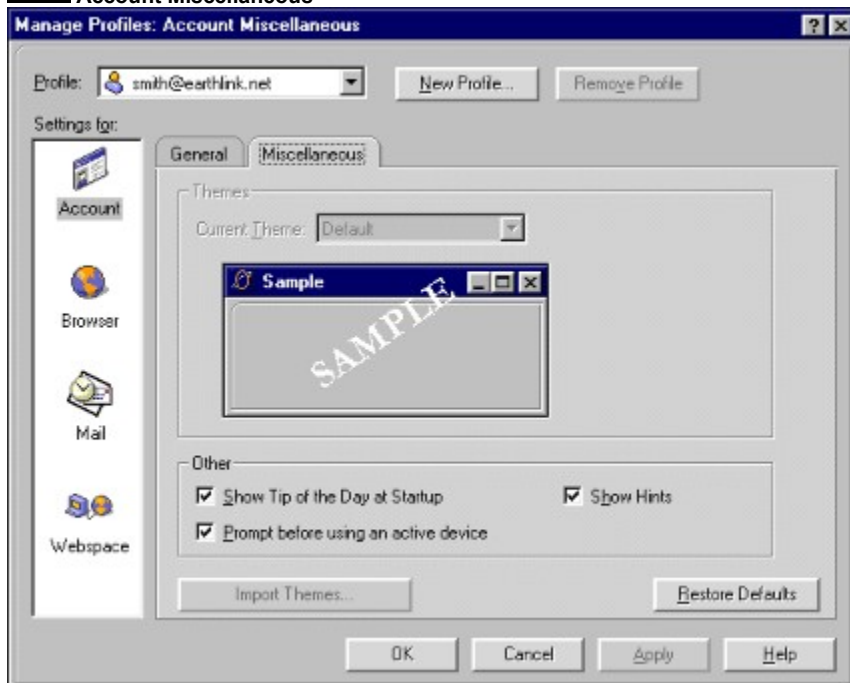 Account Miscellaneous
Manage Profiles: Account Miscellaneous
Profile: smith@earthlink.net New Profile... Remove Profile
Settings for:
General Miscellaneous
Account
Browser
Mail
Webspace
Themes
Current Theme: Default
Sample
SAMPLE
Other
Show Tip of the Day at Startup Show Hints
Prompt before using an active device
Import Themes... Restore Defaults
OK Cancel Apply Help